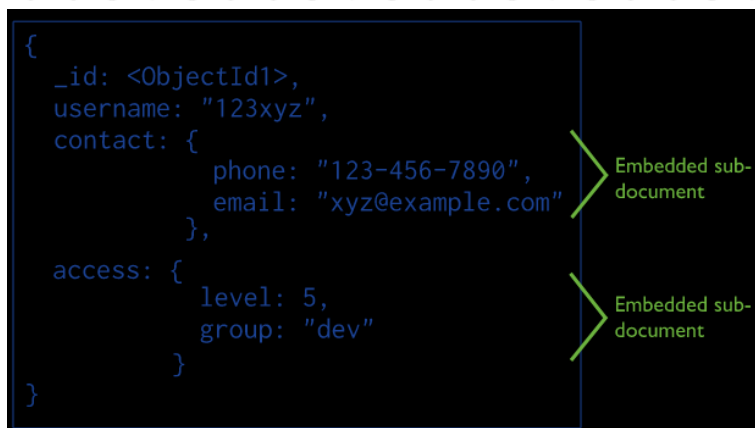 {
_id: <ObjectId1>,
username: "123xyz",
contact: {
phone: "123-456-7890",
email: "xyz@example.com"
},
Embedded sub-
document
access: {
level: 5,
group: "dev"
}
Embedded sub-
document
}